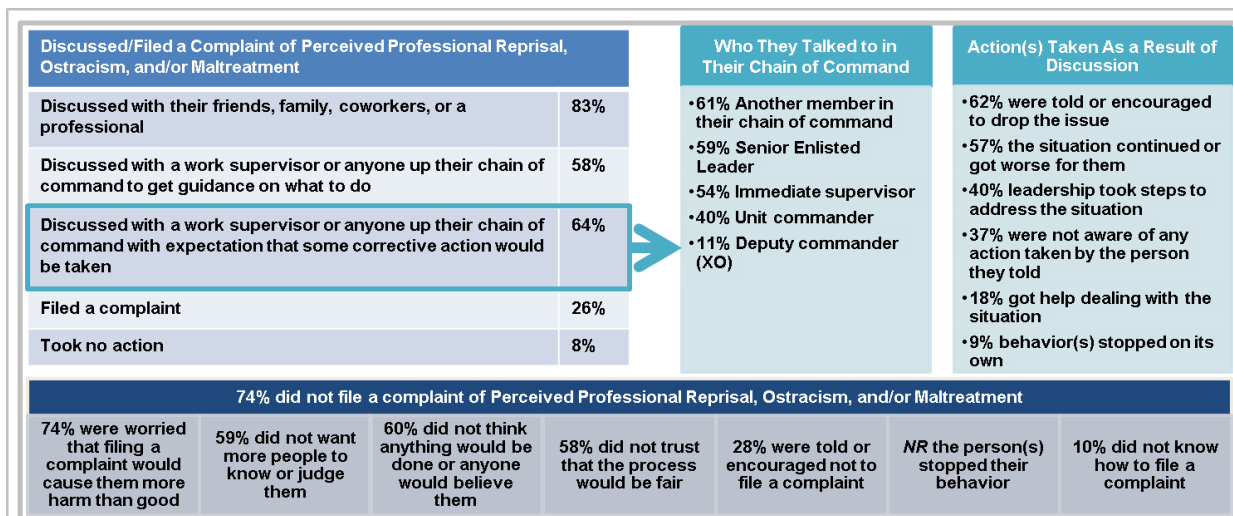 Discussed/Filed a Complaint of Perceived Professional Reprisal,
Ostracism, and/or Maltreatment
Discussed with their friends, family, coworkers, or a
professional
83%
Discussed with a work supervisor or anyone up their chain of
command to get guidance on what to do
58%
Discussed with a work supervisor or anyone up their chain of
command with expectation that some corrective action would
be taken
64%
Filed a complaint
26%
Took no action
8%
Who They Talked to in
Their Chain of Command
•61% Another member in
their chain of command
•59% Senior Enlisted
Leader
•54% Immediate supervisor
•40% Unit commander
•11% Deputy commander
(XO)
Action(s) Taken As a Result of
Discussion
•62% were told or encouraged
to drop the issue
•57% the situation continued or
got worse for them
•40% leadership took steps to
address the situation
•37% were not aware of any
action taken by the person
they told
•18% got help dealing with the
situation
•9% behavior(s) stopped on its
own
74% did not file a complaint of Perceived Professional Reprisal, Ostracism, and/or Maltreatment
74% were worried
that filing a
complaint would
cause them more
harm than good
59% did not want
more people to
know or judge
them
60% did not think
anything would be
done or anyone
would believe
them
58% did not trust
that the process
would be fair
28% were told or
encouraged not to
file a complaint
NR the person(s)
stopped their
behavior
10% did not know
how to file a
complaint